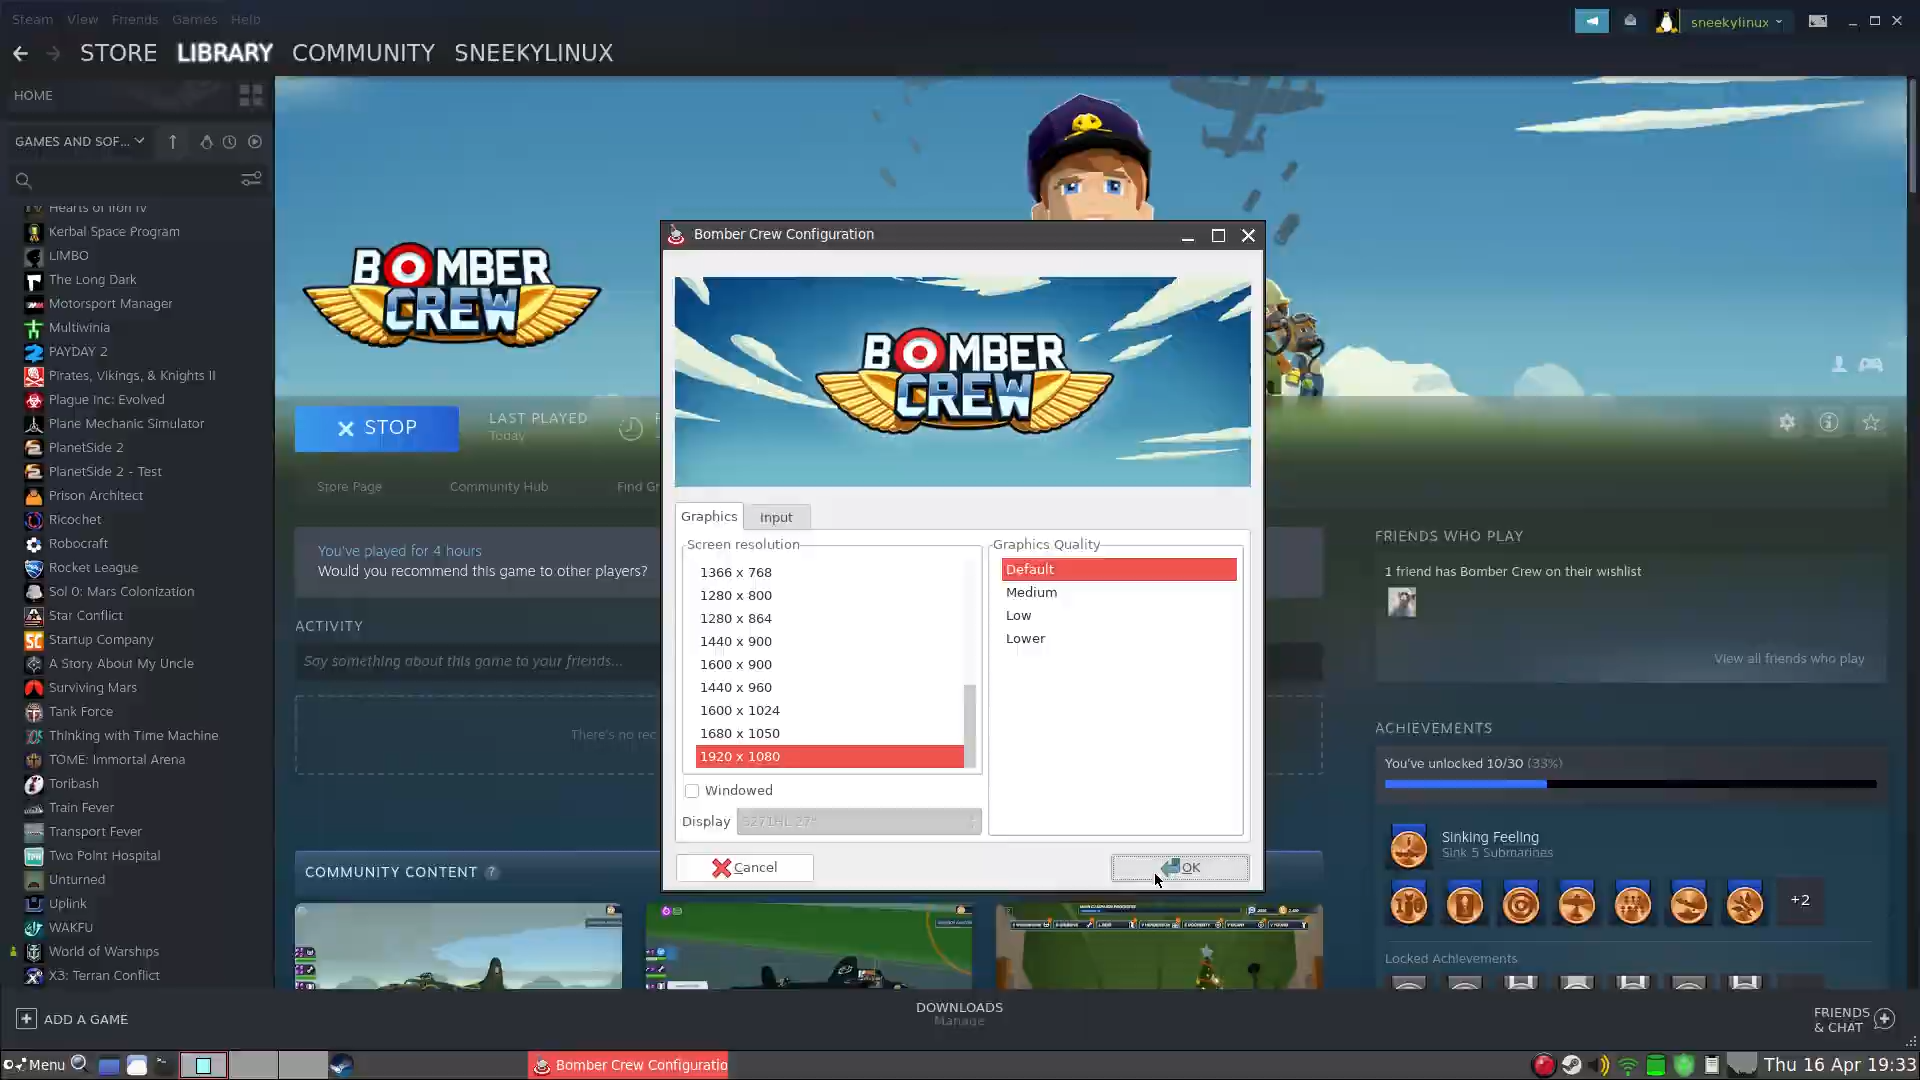 Steam View Friends Games Help
sneekylinux
STORE LIBRARY COMMUNITY SNEEKYLINUX
HOME
GAMES AND SOF...
Hearts of Iron IV
Kerbal Space Program
LIMBO
The Long Dark
Motorsport Manager
Multiwinia
PAYDAY 2
Pirates, Vikings, & Knights II
Plague Inc: Evolved
Plane Mechanic Simulator
PlanetSide 2
PlanetSide 2 - Test
Prison Architect
Ricochet
Robocraft
Rocket League
Sol 0: Mars Colonization
Star Conflict
Startup Company
A Story About My Uncle
Surviving Mars
Tank Force
Thinking with Time Machine
TOME: Immortal Arena
Toribash
Train Fever
Transport Fever
Two Point Hospital
Unturned
Uplink
WAKFU
World of Warships
X3: Terran Conflict
ADD A GAME
BOMBER
CREW
STOP
LAST PLAYED
Today
Store Page Community Hub Find Gr
You've played for 4 hours
Would you recommend this game to other players?
ACTIVITY
Say something about this game to your friends...
There's no rec
COMMUNITY CONTENT ?
Bomber Crew Configuration
BOMBER
CREW
Graphics Input
Screen resolution
1366 x 768
1280 x 800
1280 x 864
1440 x 900
1600 x 900
1440 x 960
1600 x 1024
1680 x 1050
1920 x 1080
Windowed
Display
Graphics Quality
Default
Medium
Low
Lower
Cancel
OK
FRIENDS WHO PLAY
1 friend has Bomber Crew on their wishlist
View all friends who play
ACHIEVEMENTS
You've unlocked 10/30 (33%)
Sinking Feeling
Sink 5 Submarines
+2
Locked Achievements
DOWNLOADS
Manage
FRIENDS
& CHAT
Menu
Bomber Crew Configuratio
Thu 16 Apr 19:33